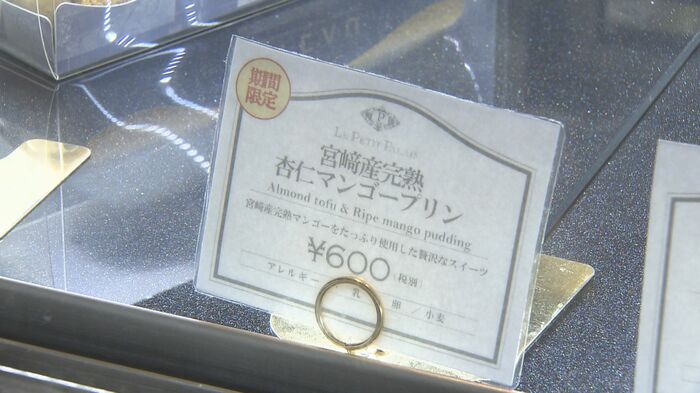 期間
限定
LE PETIT PALAIS
宮﨑産完熟
杏仁マンゴープリン
Almond tofu & Ripe mango pudding
宮﨑産完熟マンゴーをたっぷり使用した贅沢なスイーツ
¥600（税別）
アレルギー 乳 卵 / 小麦